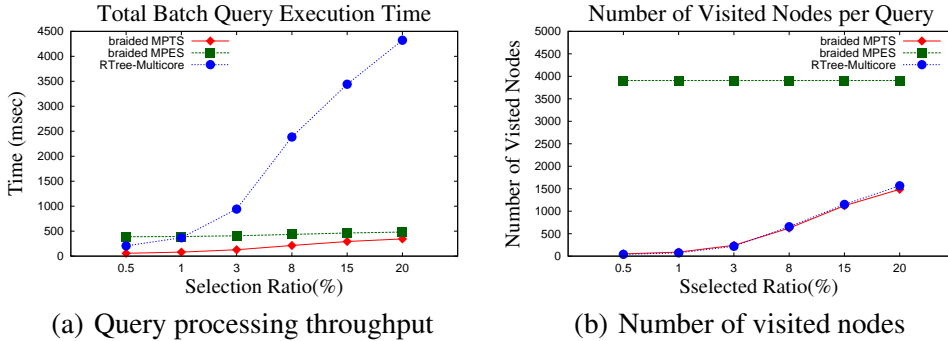 Total Batch Query Execution Time
braided MPTS
braided MPES
RTree-Multicore
4500
4000
3500
3000
2500
2000
1500
1000
500
0
Time (msec)
0.5 1 3 8 15 20
Selection Ratio(%)
(a) Query processing throughput
Number of Visited Nodes per Query
braided MPTS
braided MPES
RTree-Multicore
5000
4500
4000
3500
3000
2500
2000
1500
1000
500
0
Number of Visted Nodes
0.5 1 3 8 15 20
Sselected Ratio(%)
(b) Number of visited nodes